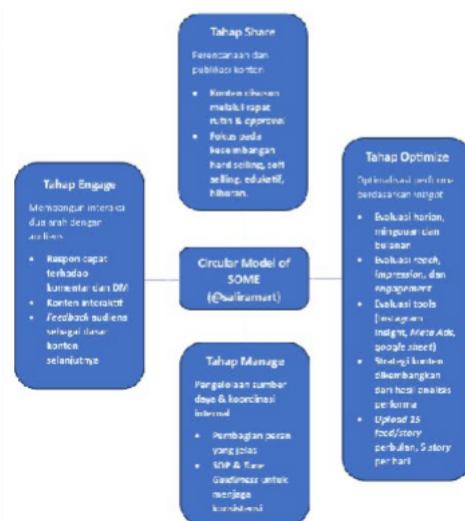 Tahap Share
Perencanaan dan
publikasi konten
Konten disusun
melalui rapat
rutin & approval
Fokus pada
keseimbangan
hard selling, soft
selling, edukatif,
hiburan.
Tahap Engage
Membangun interaksi
dua arah dengan
audiens
Respon cepat
terhadap
komentar dan DM
Konten interaktif
Feedback audiens
sebagai dasar
konten
selanjutnya
Circular Model of
SOME
(@saliramart)
Tahap Optimize
Optimalisasi performa
berdasarkan insight
Evaluasi harian,
mingguan dan
bulanan
Evaluasi reach,
impression, dan
engagement
Evaluasi tools
(Instagram
Insight, Meta Ads,
google sheet)
Strategi konten
dikembangkan
dari hasil analisis
performa
Upload 15
feed/story
perbulan, 5 story
per hari
Tahap Manage
Pengelolaan sumber
daya & koordinasi
internal
Pembagian peran
yang jelas
SOP & Tone
untuk
menjaga
konsistensi